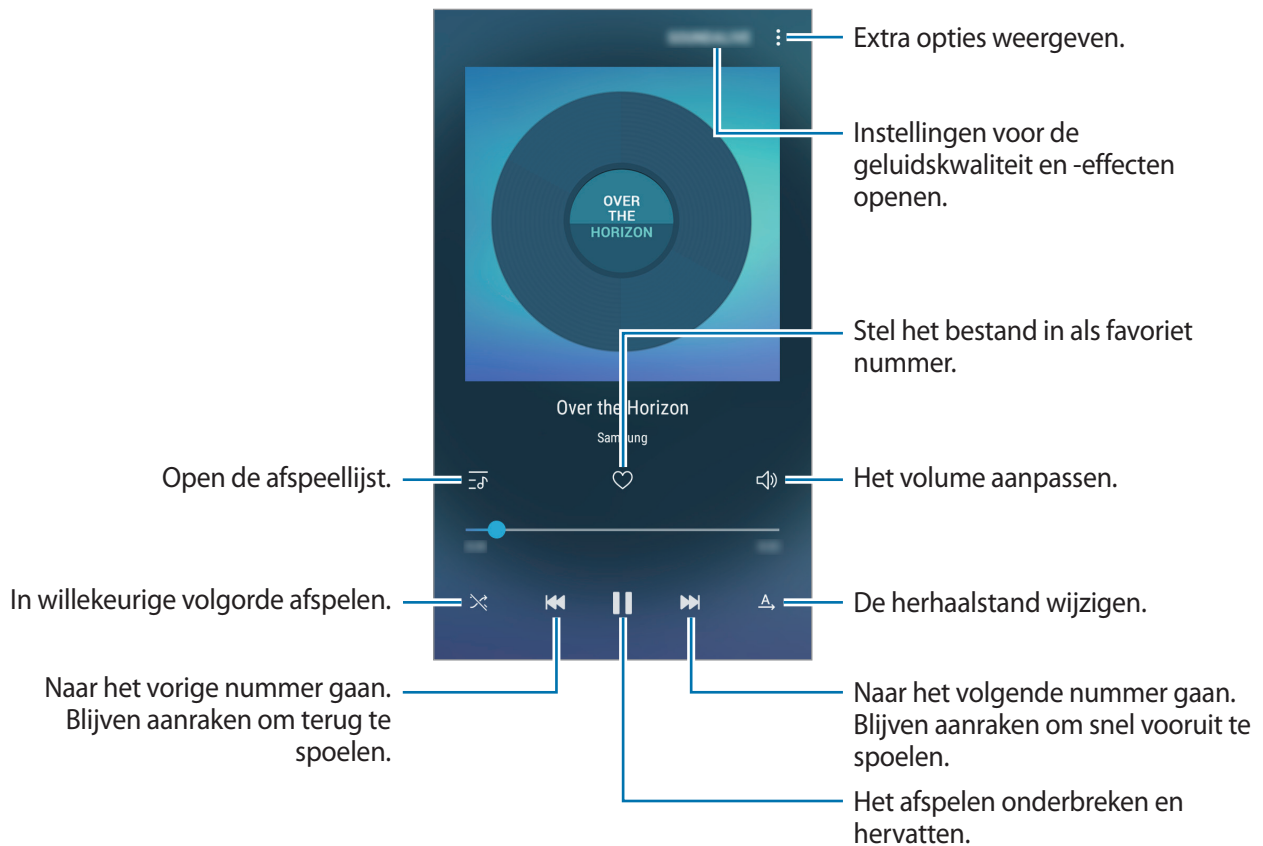 Extra opties weergeven.
Instellingen voor de
geluidskwaliteit en -effecten
openen.
OVER
THE
HORIZON
Stel het bestand in als favoriet
nummer.
Over the Horizon
Samsung
Open de afspeellijst.
Het volume aanpassen.
In willekeurige volgorde afspelen.
A
De herhaalstand wijzigen.
Naar het vorige nummer gaan.
Blijven aanraken om terug te
spoelen.
Naar het volgende nummer gaan.
Blijven aanraken om snel vooruit te
spoelen.
Het afspelen onderbreken en
hervatten.